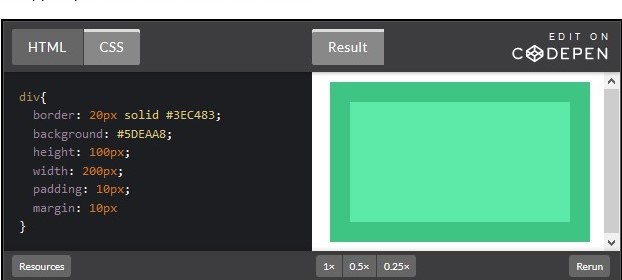 HTML CSS Result EDIT ON
CODEPEN
div{
border: 20px solid #3EC483;
background: #5DEAA8;
height: 100px;
width: 200px;
padding: 10px;
margin: 10px
}
Resources 1× 0.5× 0.25× Rerun